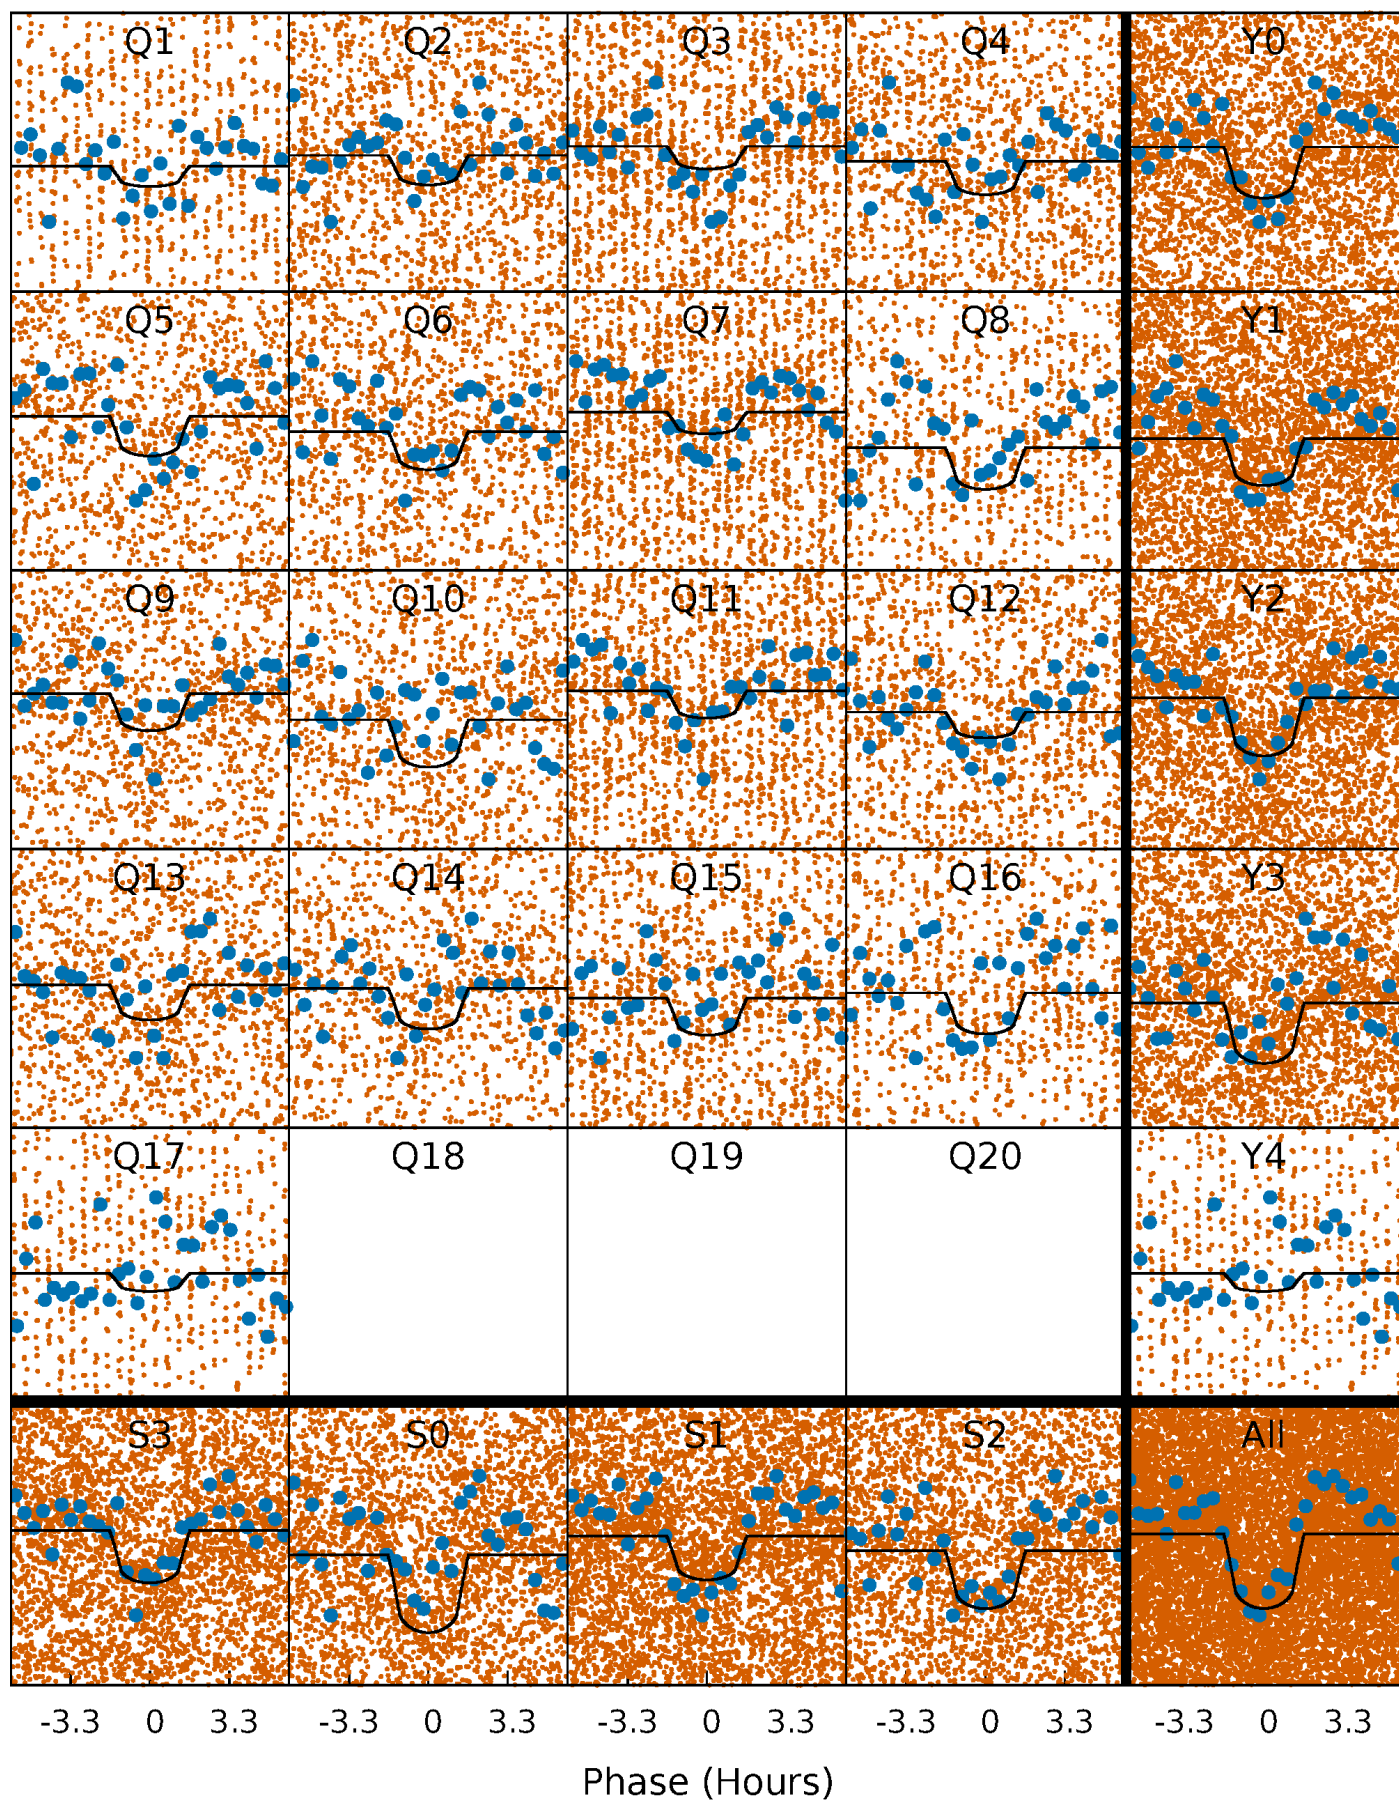 Q1 Q2 Q3 Q4 Y0
Q5 Q6 Q7 Q8 Y1
Q9 Q10 Q11 Q12 Y2
Q13 Q14 Q15 Q16 Y3
Q17 Q18 Q19 Q20 Y4
S3 S0 S1 S2 All
-3.3 0 3.3 -3.3 0 3.3 -3.3 0 3.3 -3.3 0 3.3 -3.3 0 3.3
Phase (Hours)